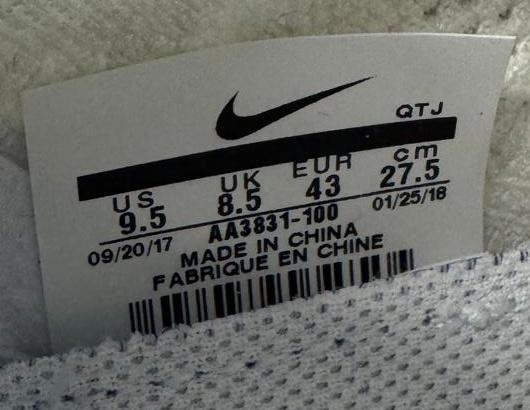 QTJ
US UK EUR cm
9.5 8.5 43 27.5
09/20/17 AA3831-100 01/25/18
MADE IN CHINA
FABRIQUE EN CHINE